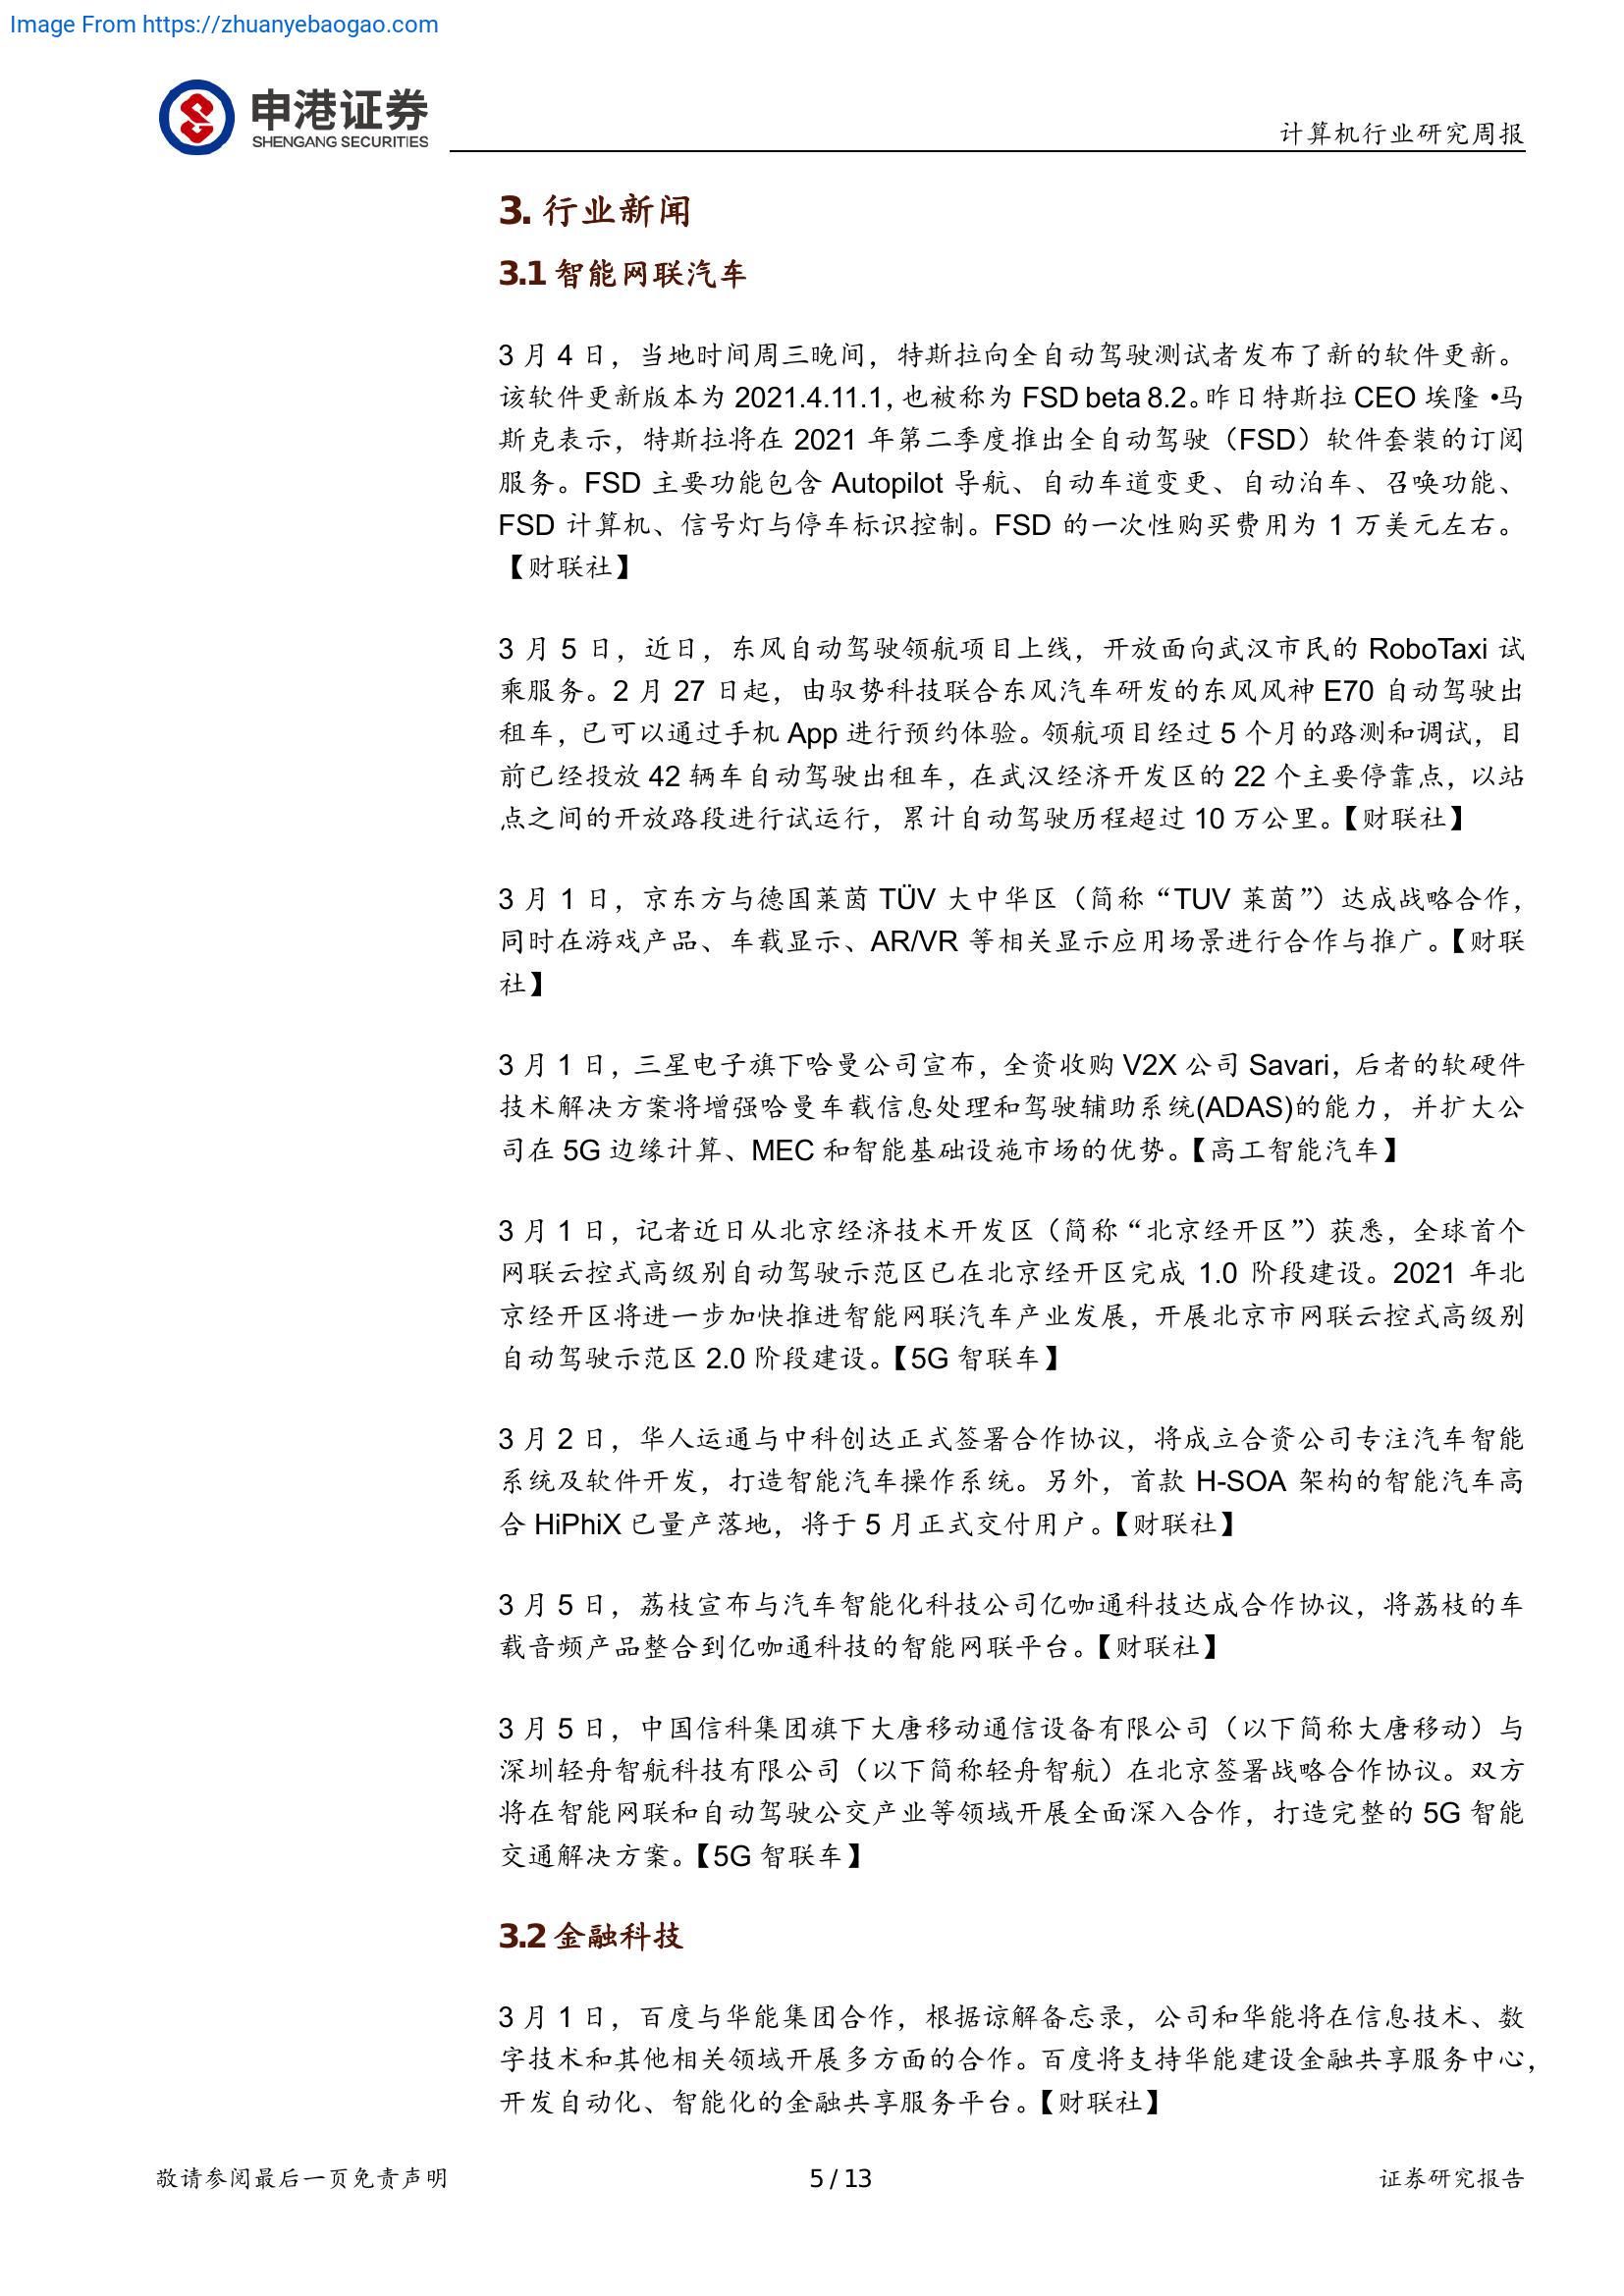 Image From https://zhuanyebaogao.com
申港证券
SHENGANG SECURITIES
计算机行业研究周报
3. 行业新闻
3.1 智能网联汽车
3 月 4 日，当地时间周三晚间，特斯拉向全自动驾驶测试者发布了新的软件更新。
该软件更新版本为 2021.4.11.1，也被称为 FSD beta 8.2。昨日特斯拉 CEO 埃隆 •马
斯克表示，特斯拉将在 2021 年第二季度推出全自动驾驶（FSD）软件套装的订阅
服务。FSD 主要功能包含 Autopilot 导航、自动车道变更、自动泊车、召唤功能、
FSD 计算机、信号灯与停车标识控制。FSD 的一次性购买费用为 1 万美元左右。
【财联社】
3 月 5 日，近日，东风自动驾驶领航项目上线，开放面向武汉市民的 RoboTaxi 试
乘服务。2 月 27 日起，由驭势科技联合东风汽车研发的东风风神 E70 自动驾驶出
租车，已可以通过手机 App 进行预约体验。领航项目经过 5 个月的路测和调试，目
前已经投放 42 辆车自动驾驶出租车，在武汉经济开发区的 22 个主要停靠点，以站
点之间的开放路段进行试运行，累计自动驾驶历程超过 10 万公里。【财联社】
3 月 1 日，京东方与德国莱茵 TÜV 大中华区（简称“TUV 莱茵”）达成战略合作，
同时在游戏产品、车载显示、AR/VR 等相关显示应用场景进行合作与推广。【财联
社】
3 月 1 日，三星电子旗下哈曼公司宣布，全资收购 V2X 公司 Savari，后者的软硬件
技术解决方案将增强哈曼车载信息处理和驾驶辅助系统(ADAS)的能力，并扩大公
司在 5G 边缘计算、MEC 和智能基础设施市场的优势。【高工智能汽车】
3 月 1 日，记者近日从北京经济技术开发区（简称“北京经开区”）获悉，全球首个
网联云控式高级别自动驾驶示范区已在北京经开区完成 1.0 阶段建设。2021 年北
京经开区将进一步加快推进智能网联汽车产业发展，开展北京市网联云控式高级别
自动驾驶示范区 2.0 阶段建设。【5G 智联车】
3 月 2 日，华人运通与中科创达正式签署合作协议，将成立合资公司专注汽车智能
系统及软件开发，打造智能汽车操作系统。另外，首款 H-SOA 架构的智能汽车高
合 HiPhiX 已量产落地，将于 5 月正式交付用户。【财联社】
3 月 5 日，荔枝宣布与汽车智能化科技公司亿咖通科技达成合作协议，将荔枝的车
载音频产品整合到亿咖通科技的智能网联平台。【财联社】
3 月 5 日，中国信科集团旗下大唐移动通信设备有限公司（以下简称大唐移动）与
深圳轻舟智航科技有限公司（以下简称轻舟智航）在北京签署战略合作协议。双方
将在智能网联和自动驾驶公交产业等领域开展全面深入合作，打造完整的 5G 智能
交通解决方案。【5G 智联车】
3.2 金融科技
3 月 1 日，百度与华能集团合作，根据谅解备忘录，公司和华能将在信息技术、数
字技术和其他相关领域开展多方面的合作。百度将支持华能建设金融共享服务中心，
开发自动化、智能化的金融共享服务平台。【财联社】
敬请参阅最后一页免责声明
5 / 13
证券研究报告